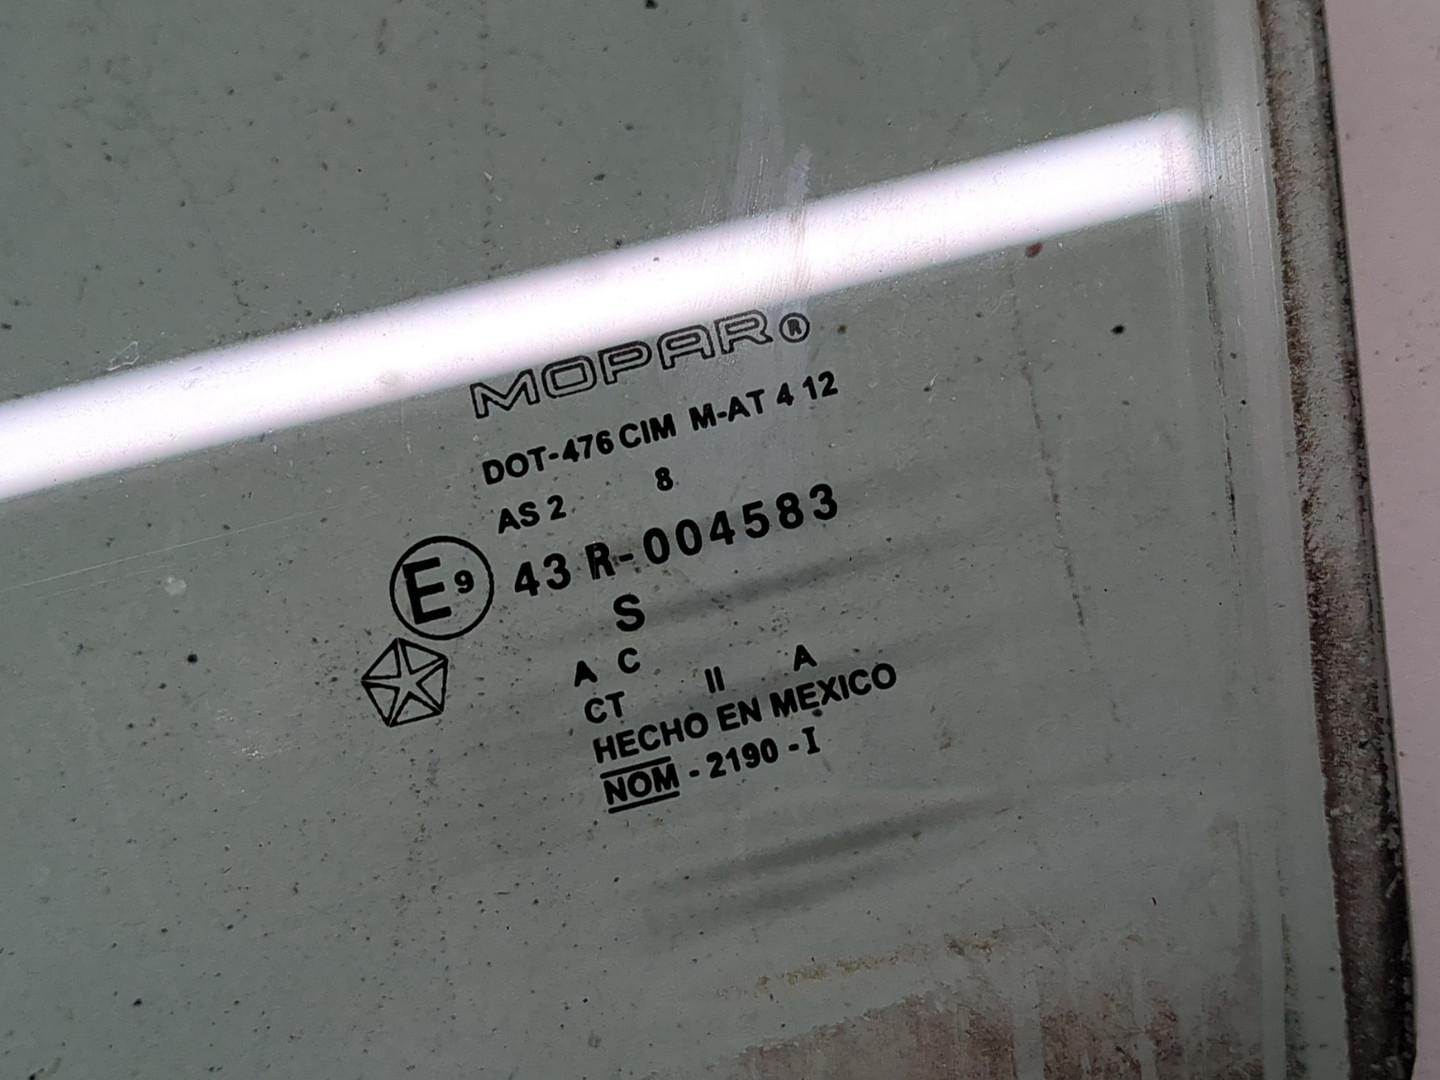 MOPAR®
DOT-476 CIM M-AT 4 12
AS 2 8
E9 43 R-004583
S
A C
CT II A
HECHO EN MEXICO
NOM - 2190 - I